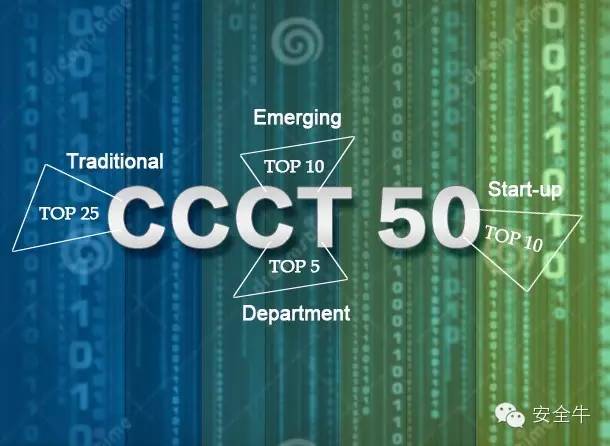 Emerging
TOP 10
Traditional
TOP 25
CCCT 50
Start-up
TOP 10
TOP 5
Department
安全牛